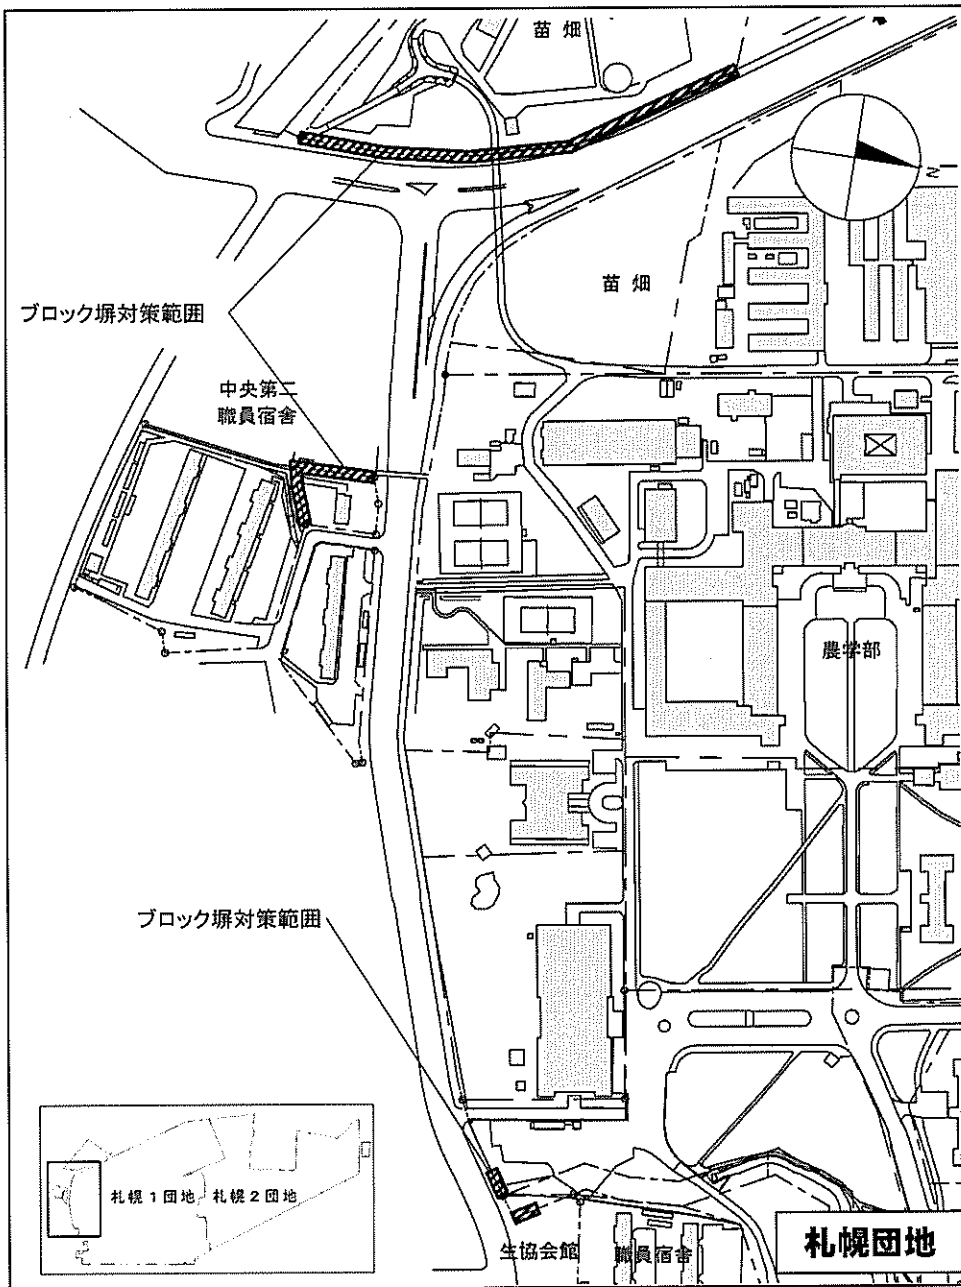 苗畑
N
苗畑
ブロック塀対策範囲
中央第二
職員宿舎
農学部
ブロック塀対策範囲
札幌1団地
札幌2団地
生協会館
職員宿舎
札幌団地